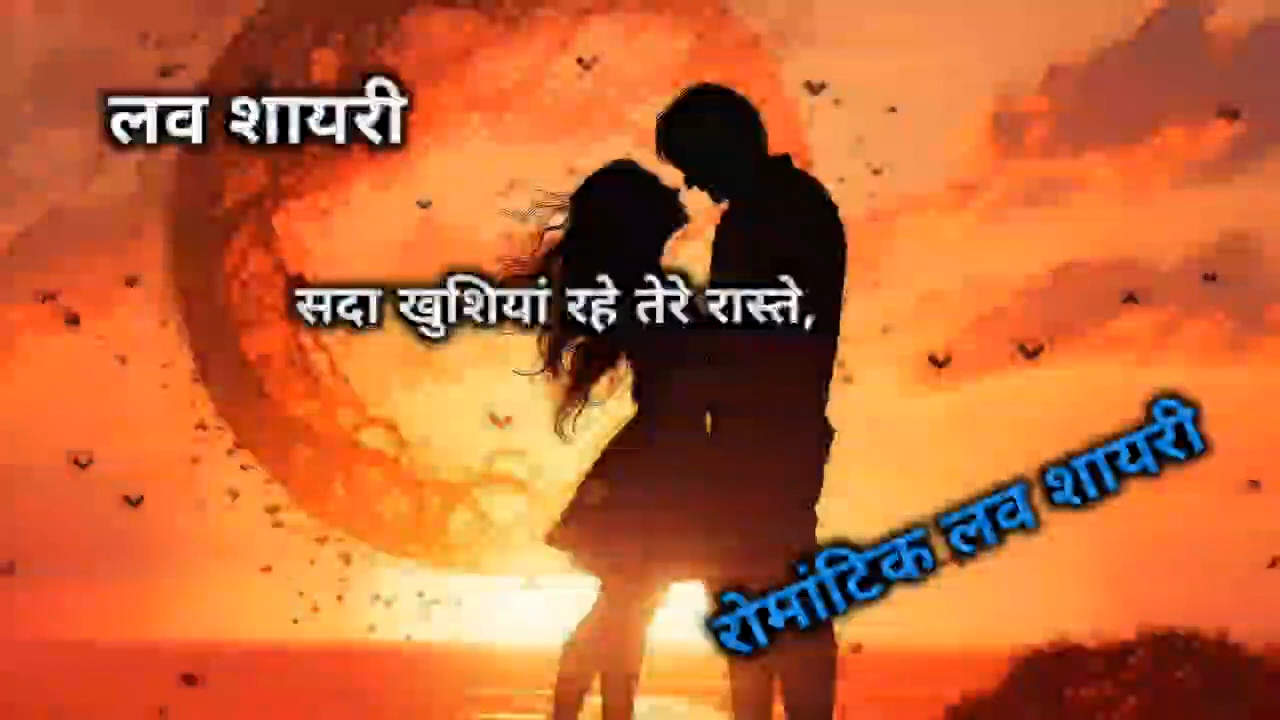 लव शायरी
सदा खुशियां रहे तेरे रास्ते,
रोमांटिक लव शायरी